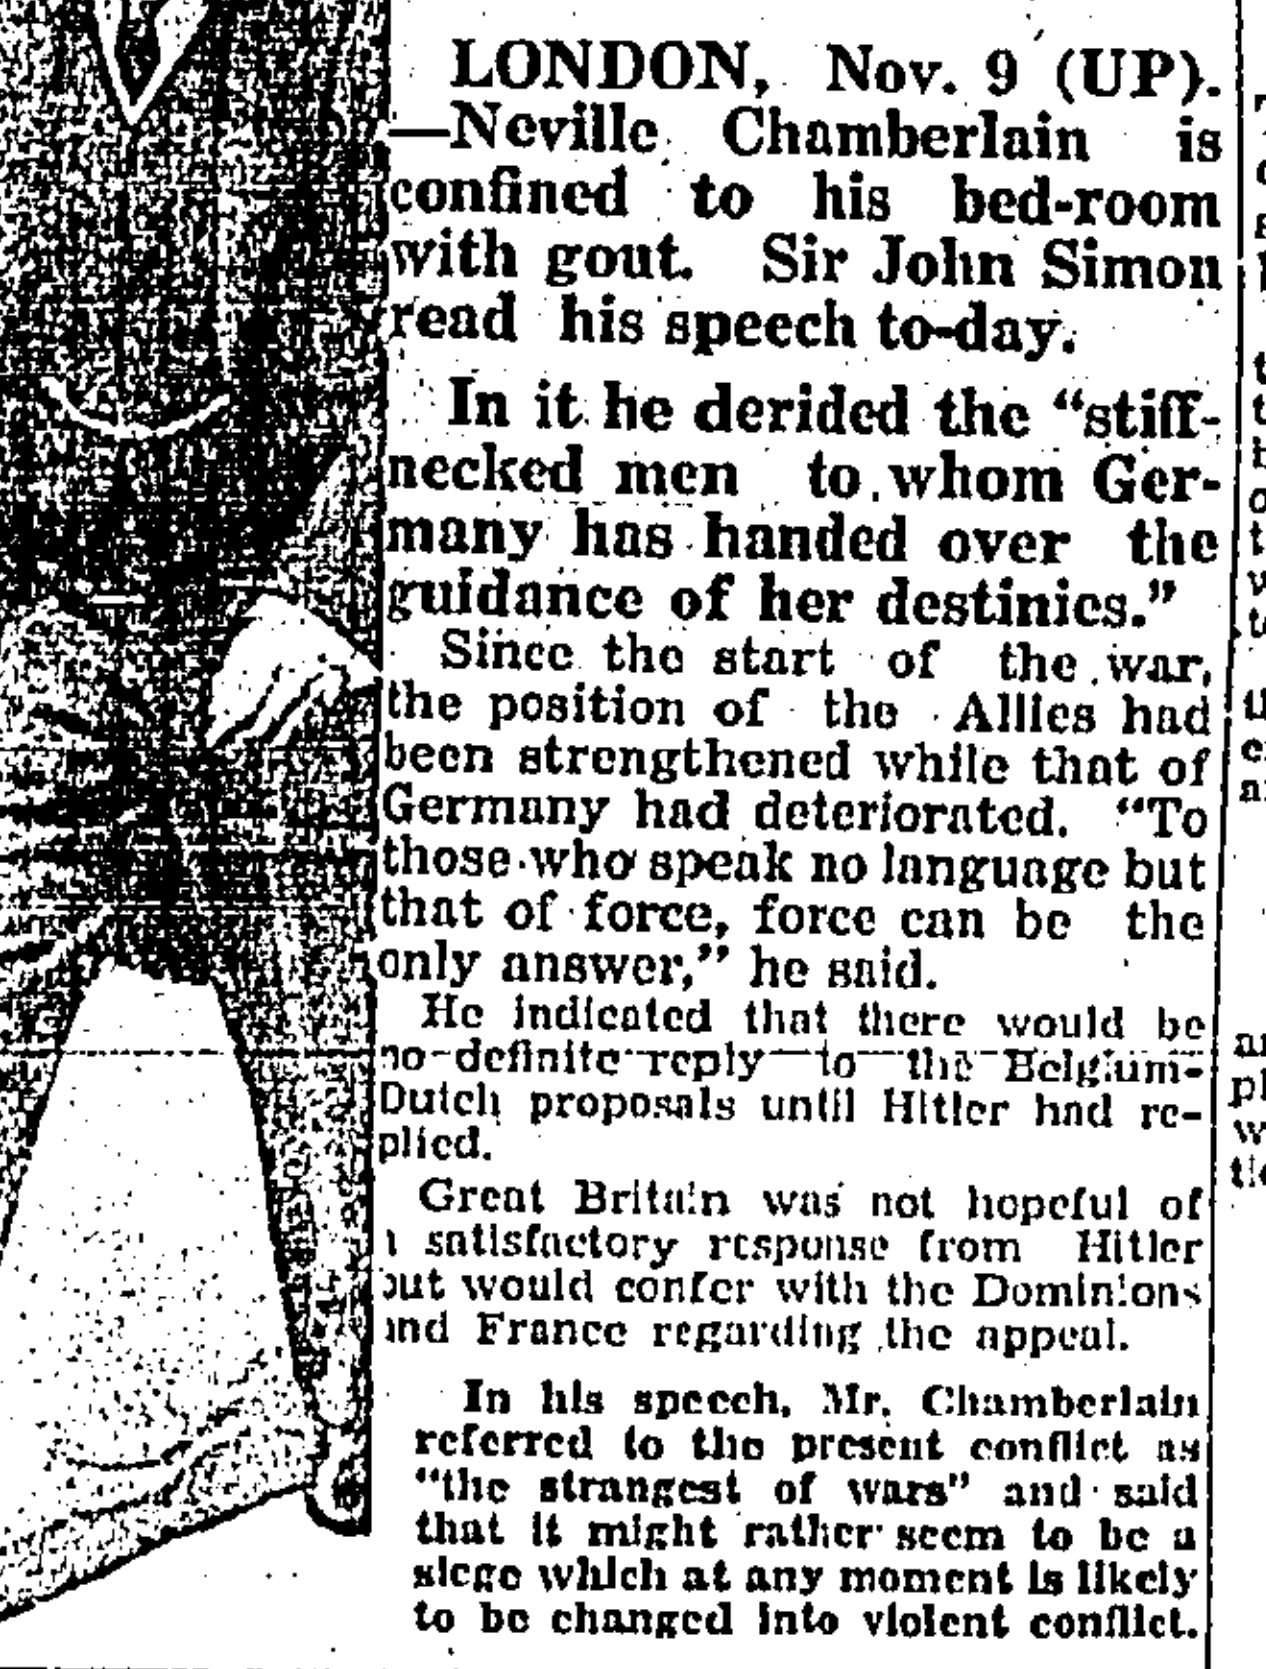 LONDON, Nov. 9 (UP).
—Neville Chamberlain is
confined to his bed-room
with gout. Sir John Simon
read his speech to-day.
In it he derided the “stiff-
necked men to whom Ger-
many has handed over the
guidance of her destinies.”
Since the start of the war,
the position of the Allies had
been strengthened while that of
Germany had deteriorated. “To
those who speak no language but
that of force, force can be the
only answer,” he said.
He indicated that there would be
no definite reply to the Belgium-
Dutch proposals until Hitler had re-
plied.
Great Britain was not hopeful of
a satisfactory response from Hitler
but would confer with the Dominions
and France regarding the appeal.
In his speech, Mr. Chamberlain
referred to the present conflict as
“the strangest of wars” and said
that it might rather seem to be a
siege which at any moment is likely
to be changed into violent conflict.